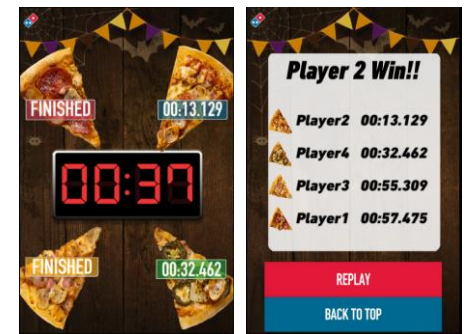 FINISHED
00:13.129
00:37
FINISHED
00:32.462
Player 2 Win!!
Player2 00:13.129
Player4 00:32.462
Player3 00:55.309
Player1 00:57.475
REPLAY
BACK TO TOP